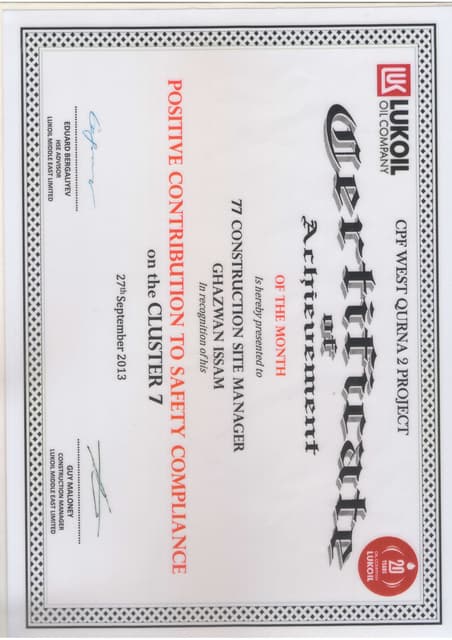 LUKOIL
OIL COMPANY
CPF WEST QURNA 2 PROJECT
20
YEARS
OIL COMPANY
LUKOIL
Certificate
of
Achievement
OF THE MONTH
Is hereby presented to
77 CONSTRUCTION SITE MANAGER
GHAZWAN ISSAM
In recognition of his
POSITIVE CONTRIBUTION TO SAFETY COMPLIANCE
on the CLUSTER 7
27th September 2013
EDUARD BERGALIYEV
HSE ADVISOR
LUKOIL MIDDLE EAST LIMITED
GUY MALONEY
CONSTRUCTION MANAGER
LUKOIL MIDDLE EAST LIMITED